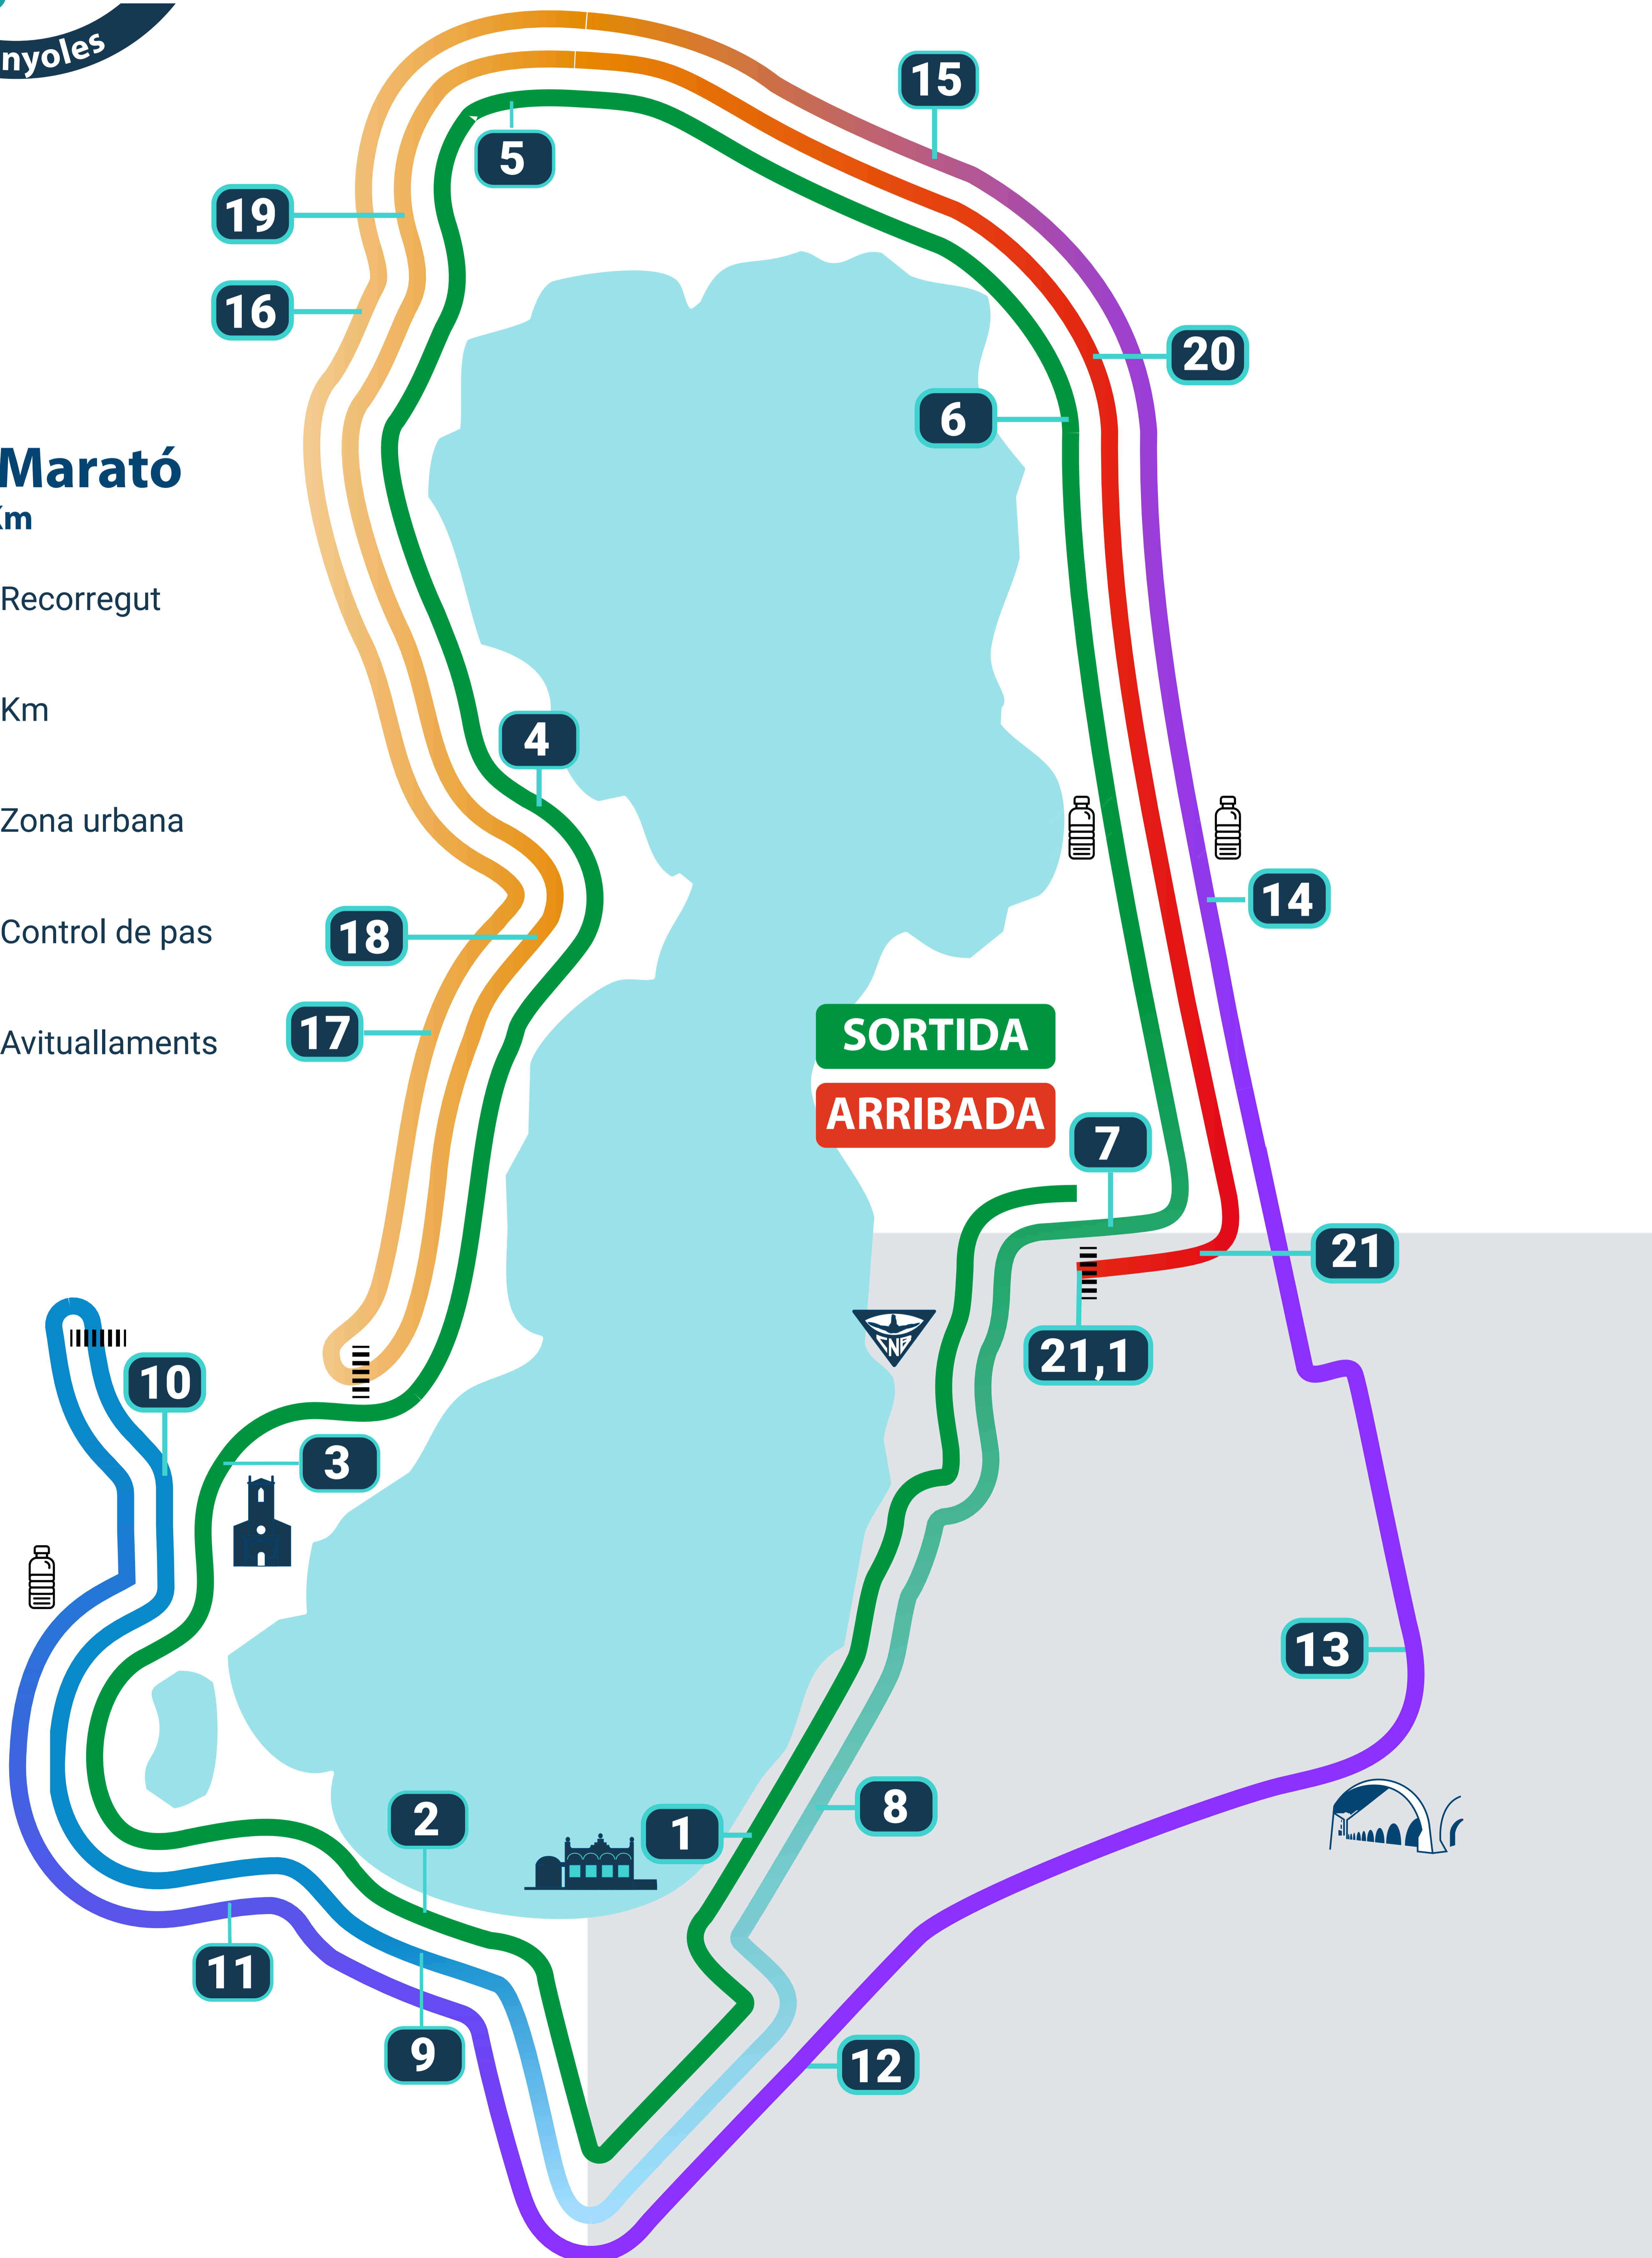 nyoles
15
5
19
16
20
6
Marató
Km
Recorregut
Km
4
Zona urbana
14
Control de pas
18
17
Avituallaments
SORTIDA
ARRIBADA
7
21
21,1
CNB
10
3
13
2
1
8
11
9
12